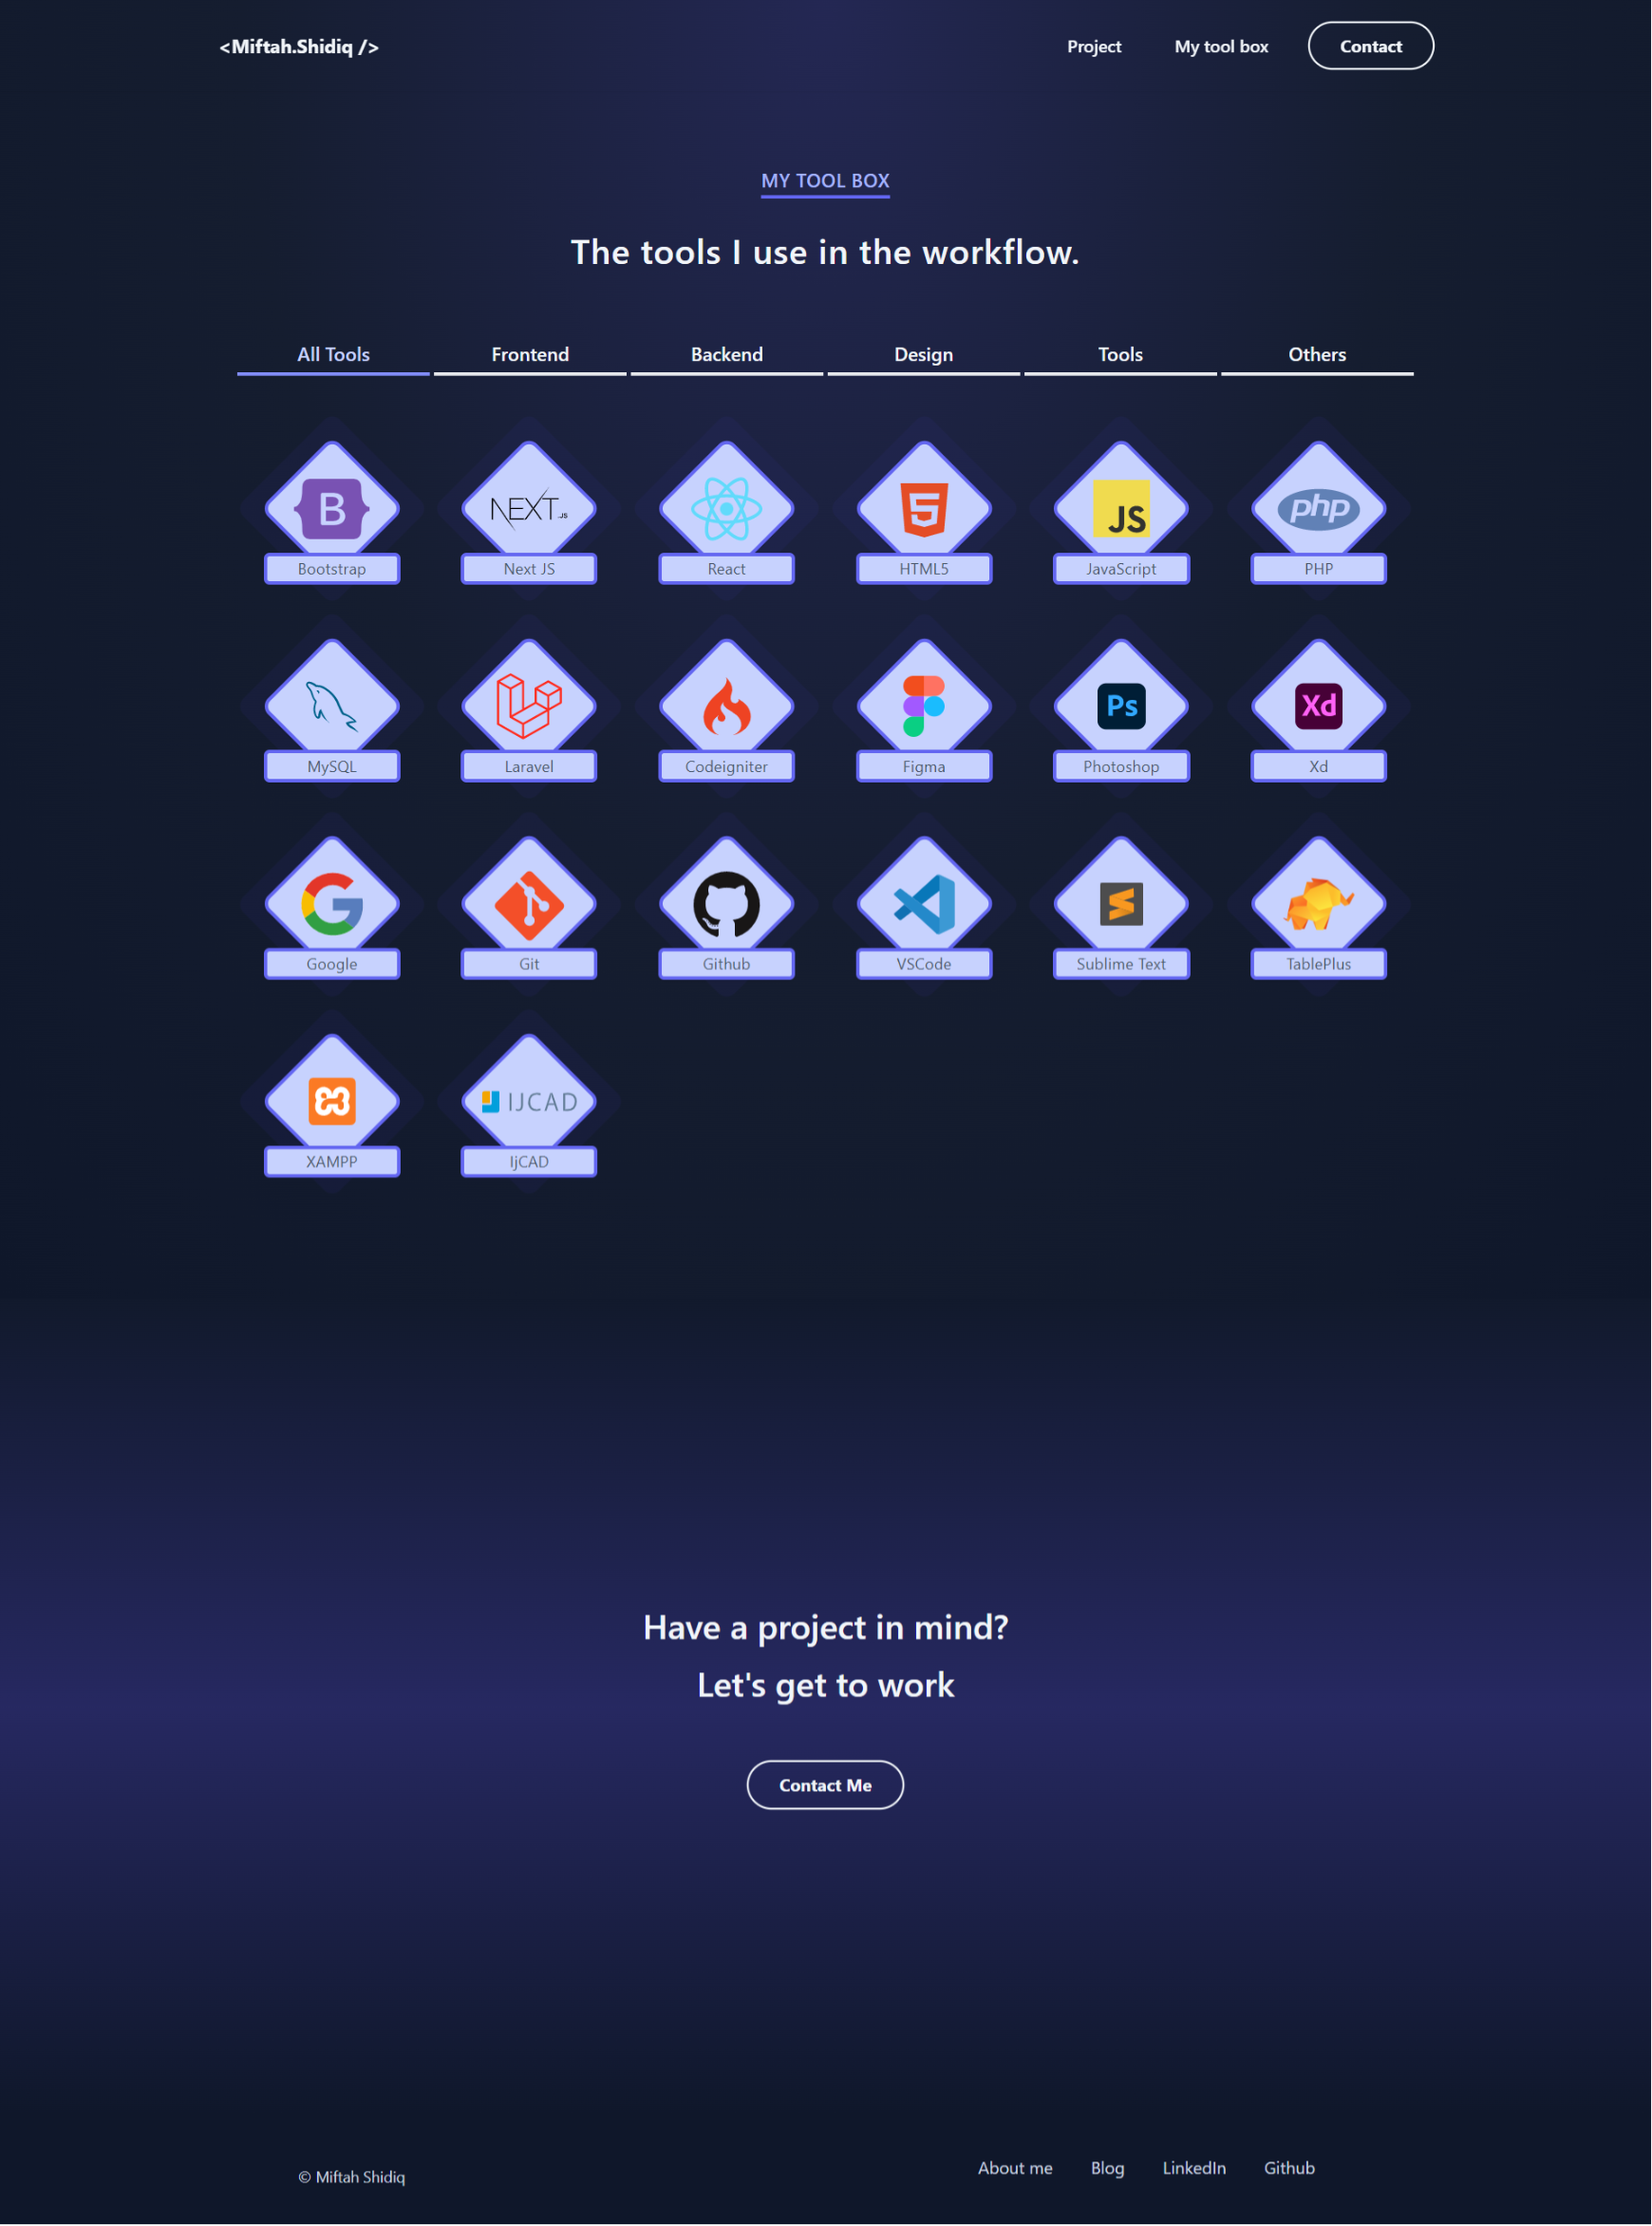 <Miftah.Shidiq />
Project My tool box Contact
MY TOOL BOX
The tools I use in the workflow.
All Tools Frontend Backend Design Tools Others
B NEXT.JS 5 JS php
Bootstrap Next JS React HTML5 JavaScript PHP
Ps Xd
MySQL Laravel Codeigniter Figma Photoshop Xd
G
Google Git Github VSCode Sublime Text TablePlus
IJCAD
XAMPP IjCAD
Have a project in mind?
Let's get to work
Contact Me
© Miftah Shidiq
About me Blog LinkedIn Github